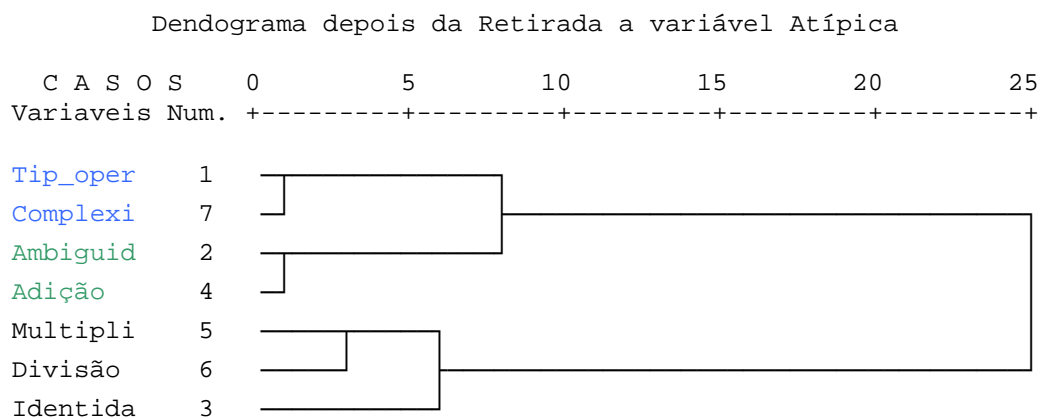 Dendograma depois da Retirada a variável Atípica
C A S O S 0 5 10 15 20 25
Variaveis Num. +---------+---------+---------+---------+---------+
Tip_oper 1
Complexi 7
Ambiguid 2
Adição 4
Multipli 5
Divisão 6
Identida 3